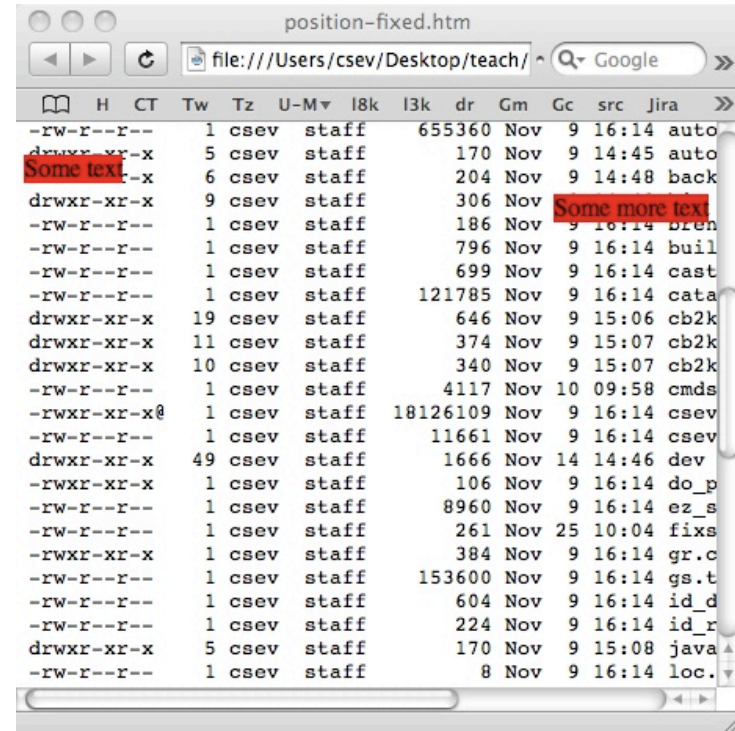 position-fixed.htm
file:///Users/csev/Desktop/teach/ Google
H CT Tw Tz U-M I8k I3k dr Gm Gc src Jira
-rw-r--r-- 1 csev staff 655360 Nov 9 16:14 auto
drwxr-xr-x 5 csev staff 170 Nov 9 14:45 auto
Some text
r-x 6 csev staff 204 Nov 9 14:48 back
drwxr-xr-x 9 csev staff 306 Nov
Some more text
-rw-r--r-- 1 csev staff 186 Nov 9 16:14 bren
-rw-r--r-- 1 csev staff 796 Nov 9 16:14 buil
-rw-r--r-- 1 csev staff 699 Nov 9 16:14 cast
-rw-r--r-- 1 csev staff 121785 Nov 9 16:14 cata
drwxr-xr-x 19 csev staff 646 Nov 9 15:06 cb2k
drwxr-xr-x 11 csev staff 374 Nov 9 15:07 cb2k
drwxr-xr-x 10 csev staff 340 Nov 9 15:07 cb2k
-rw-r--r-- 1 csev staff 4117 Nov 10 09:58 cmds
-rwxr-xr-x@ 1 csev staff 18126109 Nov 9 16:14 csev
-rw-r--r-- 1 csev staff 11661 Nov 9 16:14 csev
drwxr-xr-x 49 csev staff 1666 Nov 14 14:46 dev
-rwxr-xr-x 1 csev staff 106 Nov 9 16:14 do_p
-rw-r--r-- 1 csev staff 8960 Nov 9 16:14 ez_s
-rw-r--r-- 1 csev staff 261 Nov 25 10:04 fixs
-rwxr-xr-x 1 csev staff 384 Nov 9 16:14 gr.c
-rw-r--r-- 1 csev staff 153600 Nov 9 16:14 gs.t
-rw-r--r-- 1 csev staff 604 Nov 9 16:14 id_d
-rw-r--r-- 1 csev staff 224 Nov 9 16:14 id_r
drwxr-xr-x 5 csev staff 170 Nov 9 15:08 java
-rw-r--r-- 1 csev staff 8 Nov 9 16:14 loc.